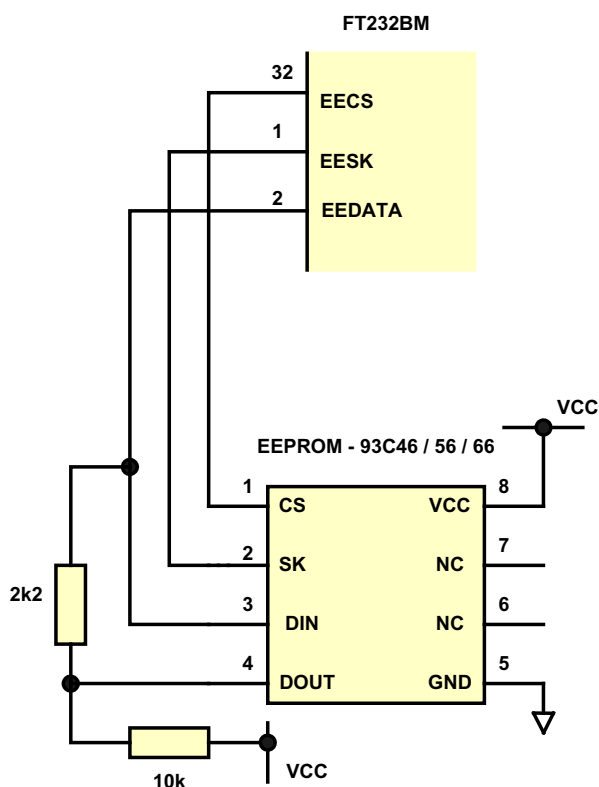 FT232BM
32
EECS
1
EESK
2
EEDATA
VCC
EEPROM - 93C46 / 56 / 66
1
CS
VCC
8
2
SK
NC
7
2k2
3
DIN
NC
6
4
DOUT
GND
5
VCC
10k